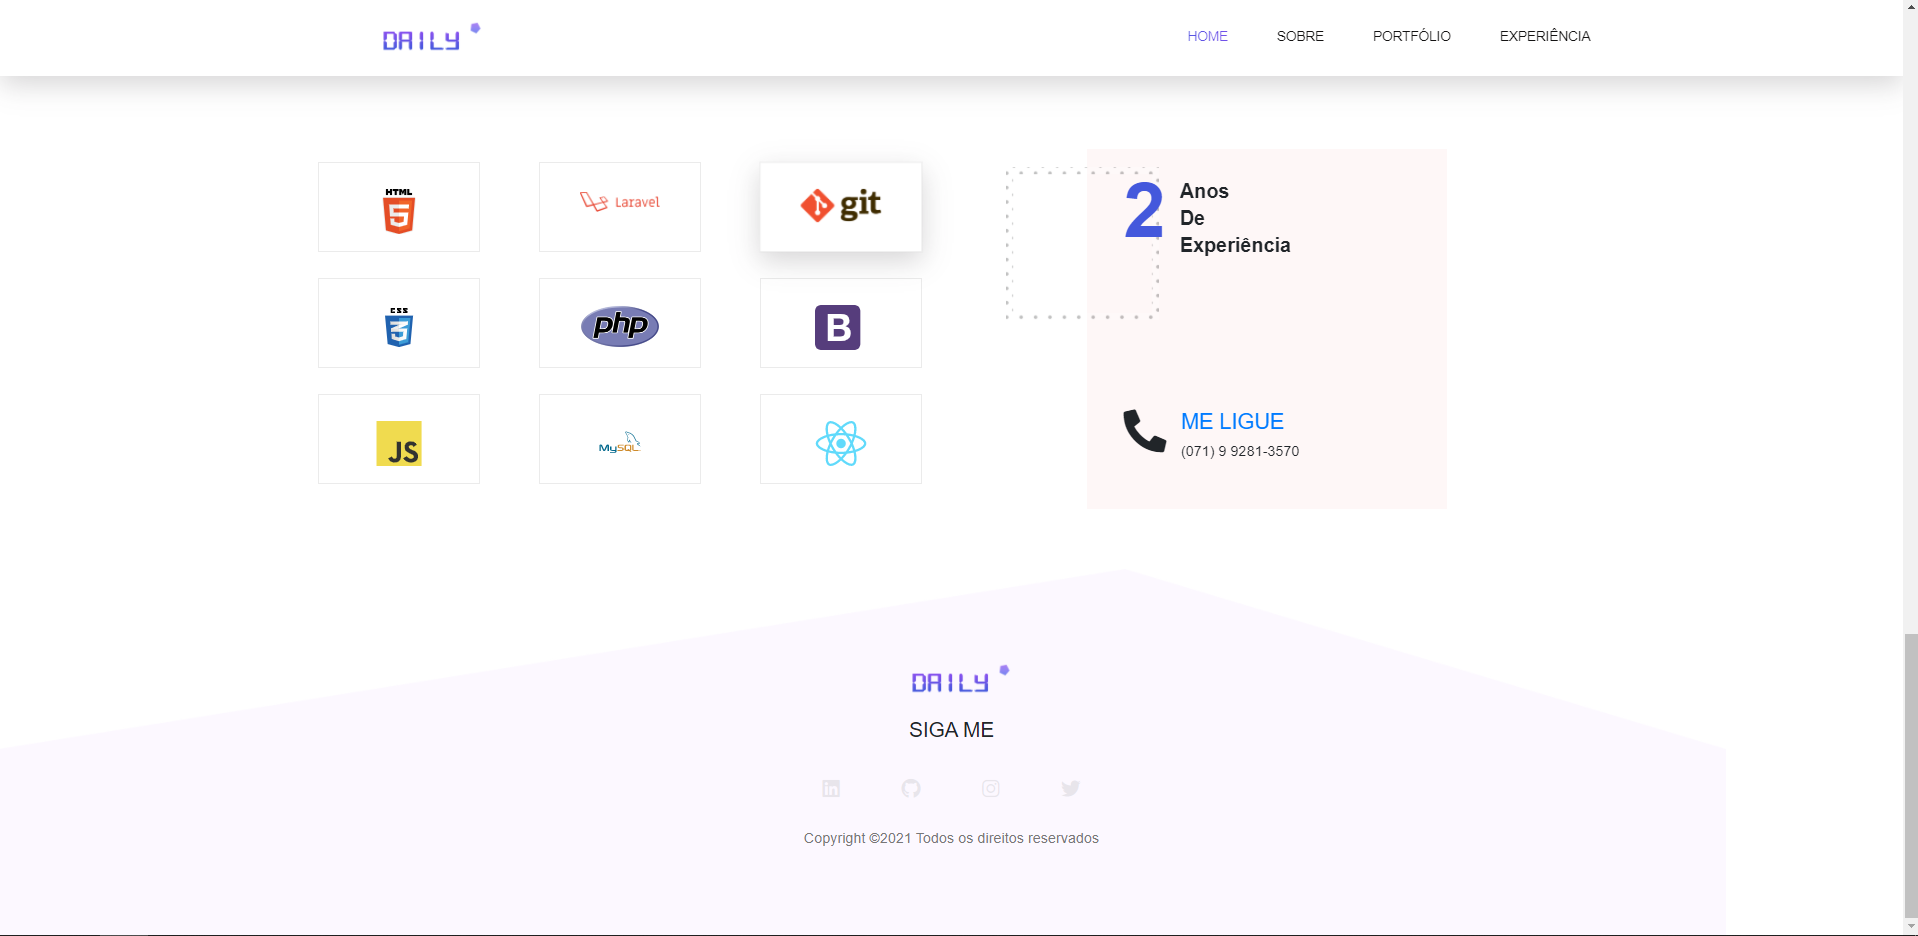 DAILY
HOME SOBRE PORTFÓLIO EXPERIÊNCIA
HTML
5
Laravel
git
2
Anos
De
Experiência
CSS
3
php
B
JS
MySQL
ME LIGUE
(071) 9 9281-3570
DAILY
SIGA ME
in
Copyright ©2021 Todos os direitos reservados